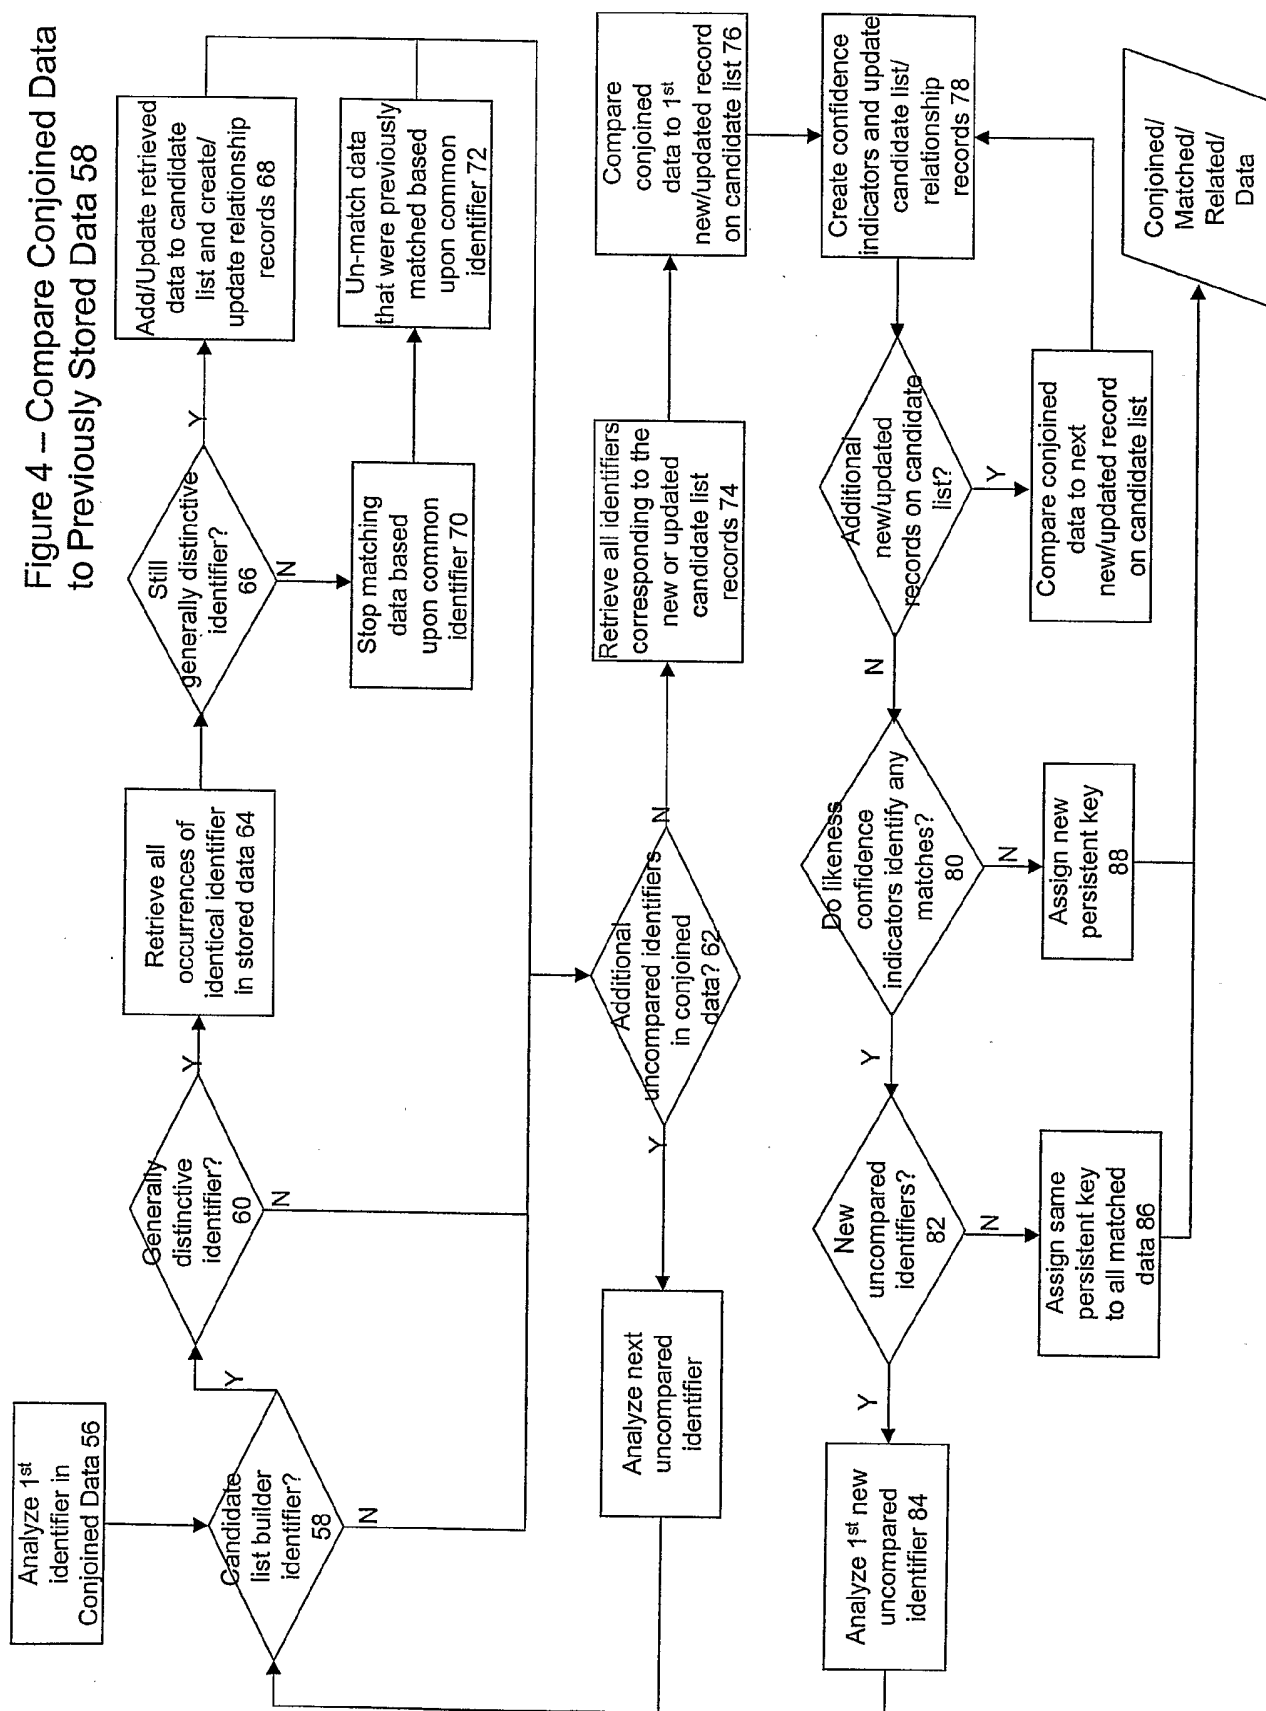 Figure 4 – Compare Conjoined Data
to Previously Stored Data 58
Analyze 1st
identifier in
Conjoined Data 56
Candidate
list builder
identifier?
58
Y
N
Generally
distinctive
identifier?
60
Y
N
Retrieve all
occurrences of
identical identifier
in stored data 64
Still
generally distinctive
identifier?
66
Y
N
Add/Update retrieved
data to candidate
list and create/
update relationship
records 68
Stop matching
data based
upon common
identifier 70
Un-match data
that were previously
matched based
upon common
identifier 72
Analyze next
uncompared
identifier
Y
Additional
uncompared identifiers
in conjoined
data? 62
N
Retrieve all identifiers
corresponding to the
new or updated
candidate list
records 74
Compare
conjoined
data to 1st
new/updated record
on candidate list 76
Analyze 1st new
uncompared
identifier 84
Y
New
uncompared
identifiers?
82
N
Y
Do likeness
confidence
indicators identify any
matches?
80
N
N
Additional
new/updated
records on candidate
list?
Y
Create confidence
indicators and update
candidate list/
relationship
records 78
Assign same
persistent key
to all matched
data 86
Assign new
persistent key
88
Compare conjoined
data to next
new/updated record
on candidate list
Conjoined/
Matched/
Related/
Data